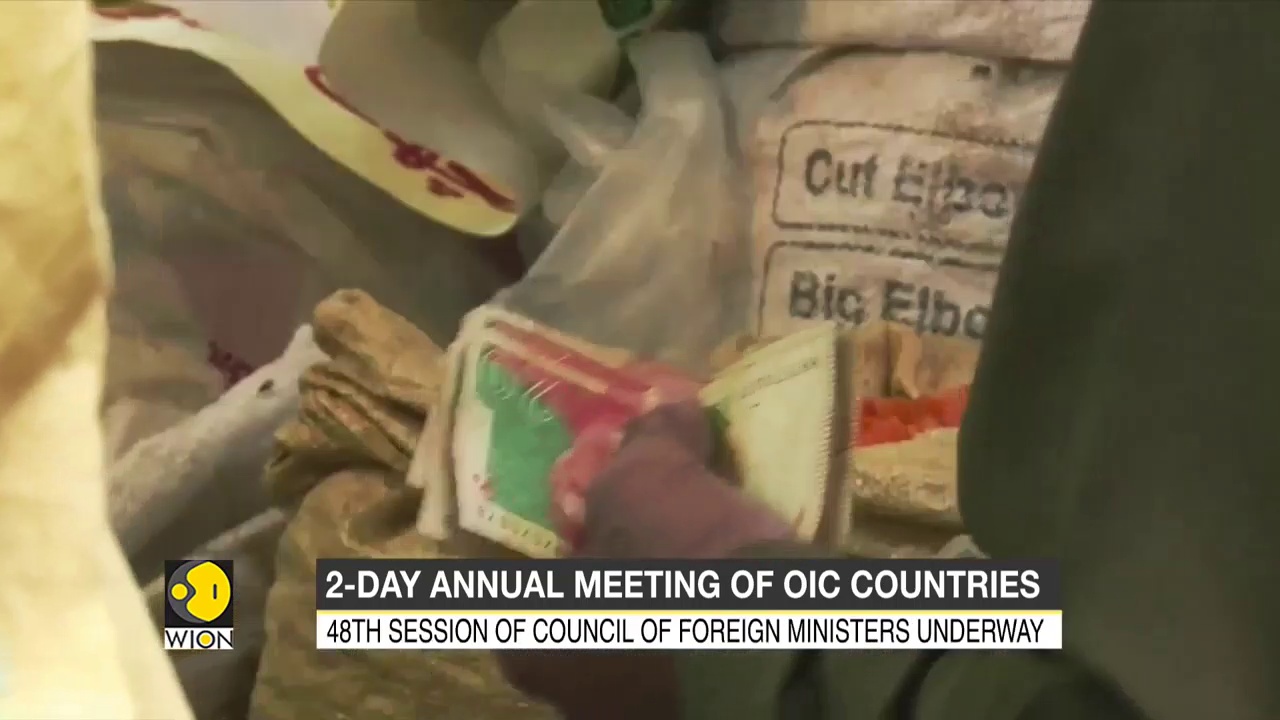 Cut Elbo
Big Elbo
2-DAY ANNUAL MEETING OF OIC COUNTRIES
48TH SESSION OF COUNCIL OF FOREIGN MINISTERS UNDERWAY
WION